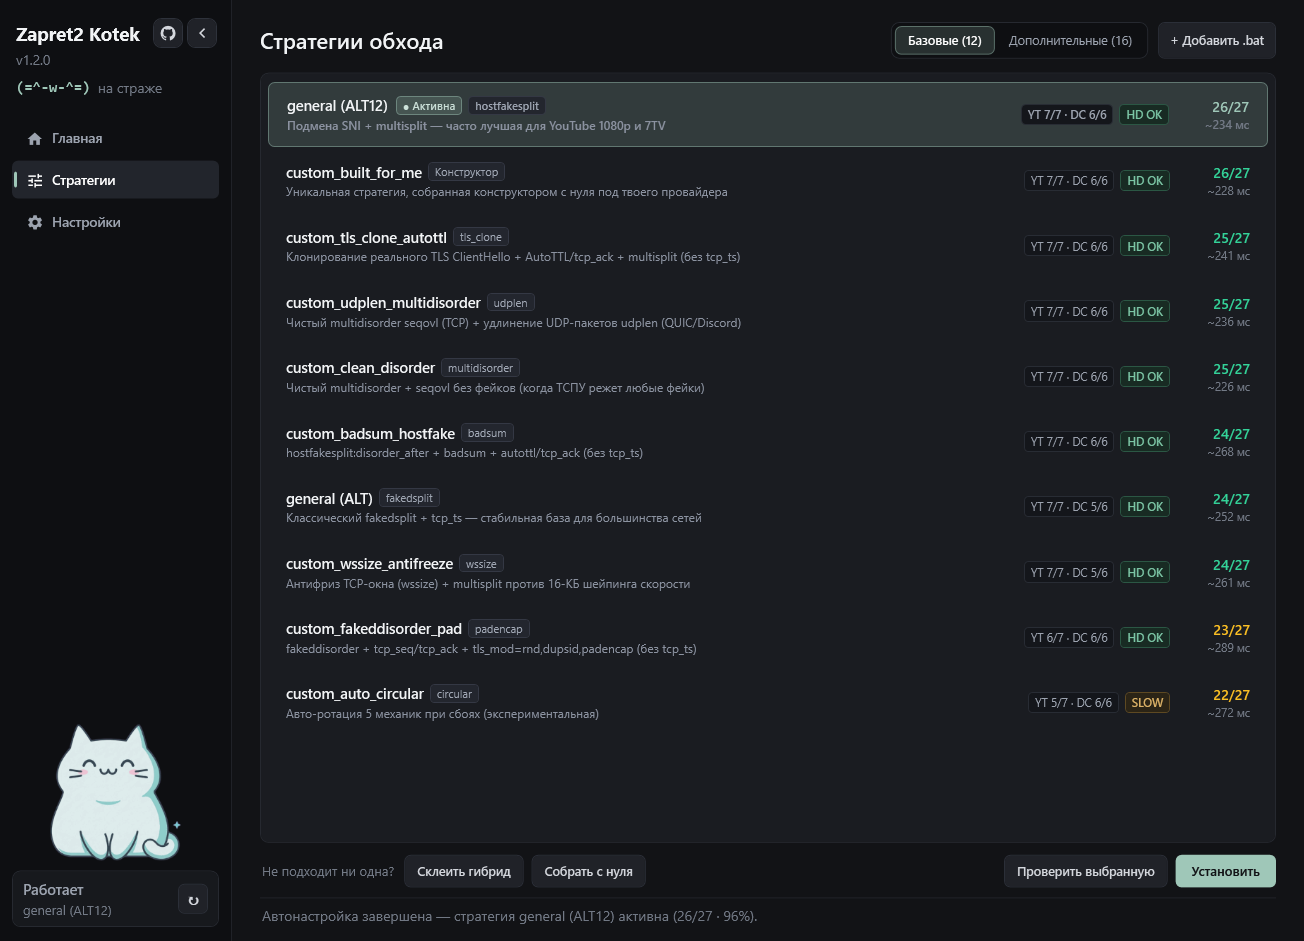 Zapret2 Kotek
v1.2.0
(=^-w-^=) на страже
Главная
Стратегии
Настройки
Работает
general (ALT12)
Стратегии обхода
Базовые (12)
Дополнительные (16)
+ Добавить .bat
general (ALT12) ● Активна hostfakesplit
Подмена SNI + multisplit — часто лучшая для YouTube 1080p и 7TV
YT 7/7 · DC 6/6 HD OK
26/27
~234 мс
custom_built_for_me Конструктор
Уникальная стратегия, собранная конструктором с нуля под твоего провайдера
YT 7/7 · DC 6/6 HD OK
26/27
~228 мс
custom_tls_clone_autottl tls_clone
Клонирование реального TLS ClientHello + AutoTTL/tcp_ack + multisplit (без tcp_ts)
YT 7/7 · DC 6/6 HD OK
25/27
~241 мс
custom_udplen_multidisorder udplen
Чистый multidisorder seqovl (TCP) + удлинение UDP-пакетов udplen (QUIC/Discord)
YT 7/7 · DC 6/6 HD OK
25/27
~236 мс
custom_clean_disorder multidisorder
Чистый multidisorder + seqovl без фейков (когда ТСПУ режет любые фейки)
YT 7/7 · DC 6/6 HD OK
25/27
~226 мс
custom_badsum_hostfake badsum
hostfakesplit:disorder_after + badsum + autottl/tcp_ack (без tcp_ts)
YT 7/7 · DC 6/6 HD OK
24/27
~268 мс
general (ALT) fakedsplit
Классический fakedsplit + tcp_ts — стабильная база для большинства сетей
YT 7/7 · DC 5/6 HD OK
24/27
~252 мс
custom_wssize_antifreeze wssize
Антифриз TCP-окна (wssize) + multisplit против 16-КБ шейпинга скорости
YT 7/7 · DC 5/6 HD OK
24/27
~261 мс
custom_fakeddisorder_pad padencap
fakeddisorder + tcp_seq/tcp_ack + tls_mod=rnd,dupsid,padencap (без tcp_ts)
YT 6/7 · DC 6/6 HD OK
23/27
~289 мс
custom_auto_circular circular
Авто-ротация 5 механик при сбоях (экспериментальная)
YT 5/7 · DC 6/6 SLOW
22/27
~272 мс
Не подходит ни одна?
Склеить гибрид
Собрать с нуля
Проверить выбранную
Установить
Автонастройка завершена — стратегия general (ALT12) активна (26/27 · 96%).